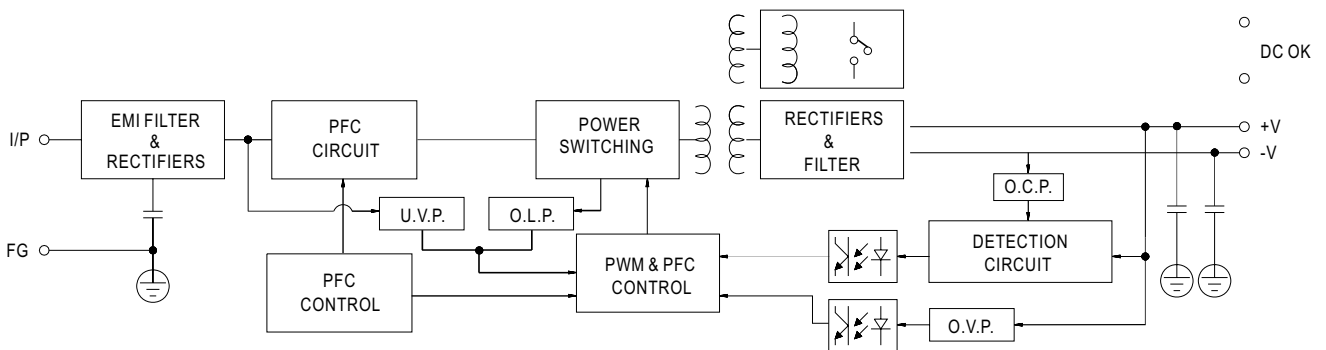 DC OK
I/P
EMI FILTER
&
RECTIFIERS
PFC
CIRCUIT
POWER
SWITCHING
RECTIFIERS
&
FILTER
+V
-V
U.V.P.
O.L.P.
O.C.P.
FG
PFC
CONTROL
PWM & PFC
CONTROL
DETECTION
CIRCUIT
O.V.P.